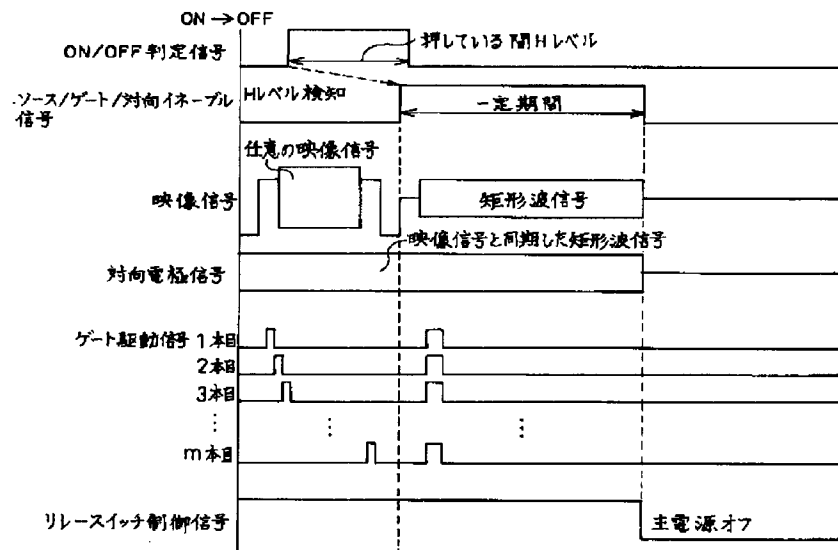 ON→OFF
ON/OFF判定信号
押している間Hレベル
ソース/ゲート/対向イネーブル
信号
Hレベル検知
一定期間
任意の映像信号
映像信号
矩形波信号
映像信号と同期した矩形波信号
対向電極信号
ゲート駆動信号 1本目
2本目
3本目
⋮ ⋮ ⋮
m本目
リレースイッチ制御信号
主電源オフ